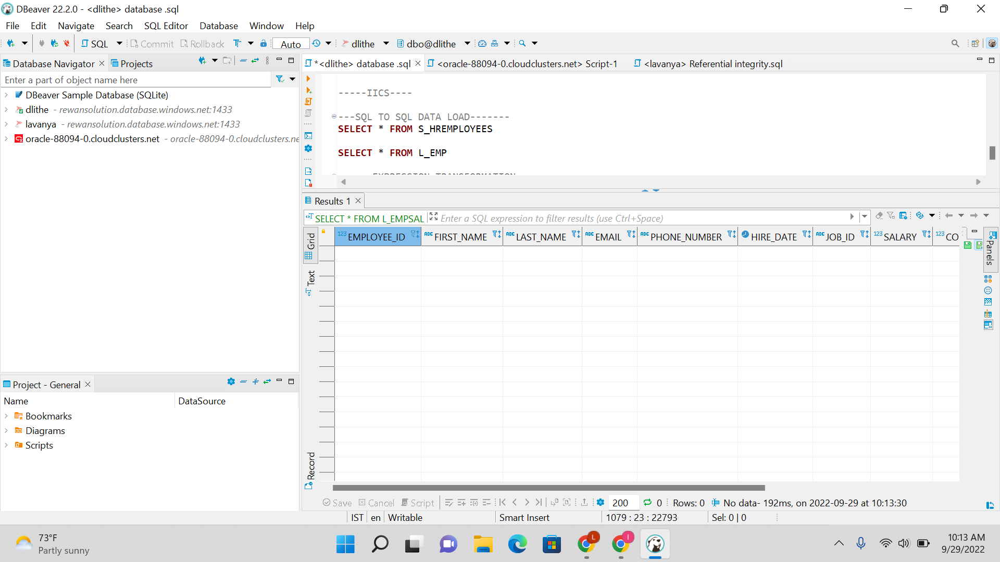 DBeaver 22.2.0 - <dlithe> database .sql
File Edit Navigate Search SQL Editor Database Window Help
SQL Commit Rollback Auto dlithe dbo@dlithe
Database Navigator Projects
Enter a part of object name here
DBeaver Sample Database (SQLite)
dlithe - rewansolution.database.windows.net:1433
lavanya - rewansolution.database.windows.net:1433
oracle-88094-0.cloudclusters.net - oracle-88094-0.cloudclusters.ne
Project - General
Name DataSource
Bookmarks
Diagrams
Scripts
*<dlithe> database .sql <oracle-88094-0.cloudclusters.net> Script-1 <lavanya> Referential integrity.sql
-----IICS----
---SQL TO SQL DATA LOAD-------
SELECT * FROM S_HREMPLOYEES
SELECT * FROM L_EMP
EXPRESSION TRANSFORMATION
Results 1
SELECT * FROM L_EMPSAL Enter a SQL expression to filter results (use Ctrl+Space)
123 EMPLOYEE_ID ABC FIRST_NAME ABC LAST_NAME ABC EMAIL ABC PHONE_NUMBER HIRE_DATE ABC JOB_ID 123 SALARY 123 CO
Grid
Text
Record
Panels
Save Cancel Script 200 0 Rows: 0 No data- 192ms, on 2022-09-29 at 10:13:30
IST en Writable Smart Insert 1079 : 23 : 22793 Sel: 0 | 0
73°F
Partly sunny
L
I
10:13 AM
9/29/2022